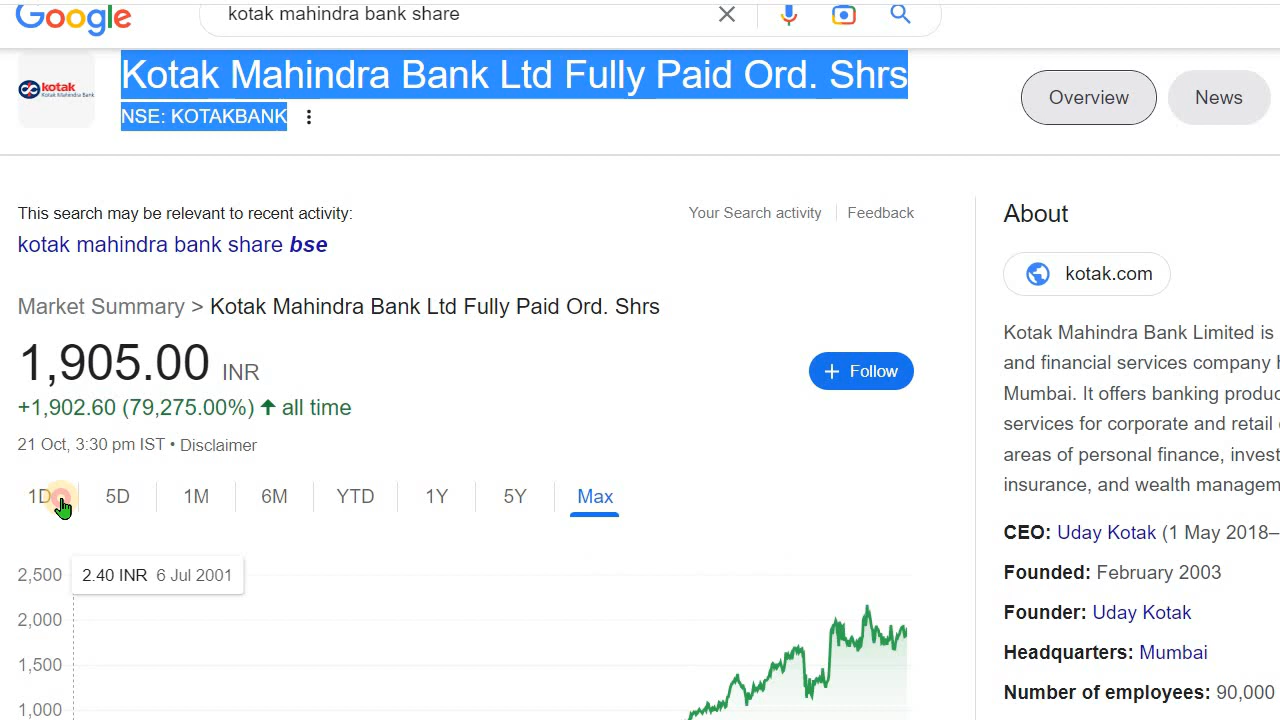 Google
kotak mahindra bank share
kotak
Kotak Mahindra Bank
Kotak Mahindra Bank Ltd Fully Paid Ord. Shrs
NSE: KOTAKBANK
Overview
News
This search may be relevant to recent activity:
Your Search activity
Feedback
kotak mahindra bank share bse
Market Summary > Kotak Mahindra Bank Ltd Fully Paid Ord. Shrs
1,905.00 INR
+ Follow
+1,902.60 (79,275.00%) ↑ all time
21 Oct, 3:30 pm IST • Disclaimer
1D
5D
1M
6M
YTD
1Y
5Y
Max
2.40 INR 6 Jul 2001
2,500
2,000
1,500
1,000
About
kotak.com
Kotak Mahindra Bank Limited is
and financial services company
Mumbai. It offers banking
services for corporate and retail
areas of personal finance,
insurance, and wealth
CEO: Uday Kotak (1 May 2018–
Founded: February 2003
Founder: Uday Kotak
Headquarters: Mumbai
Number of employees: 90,000